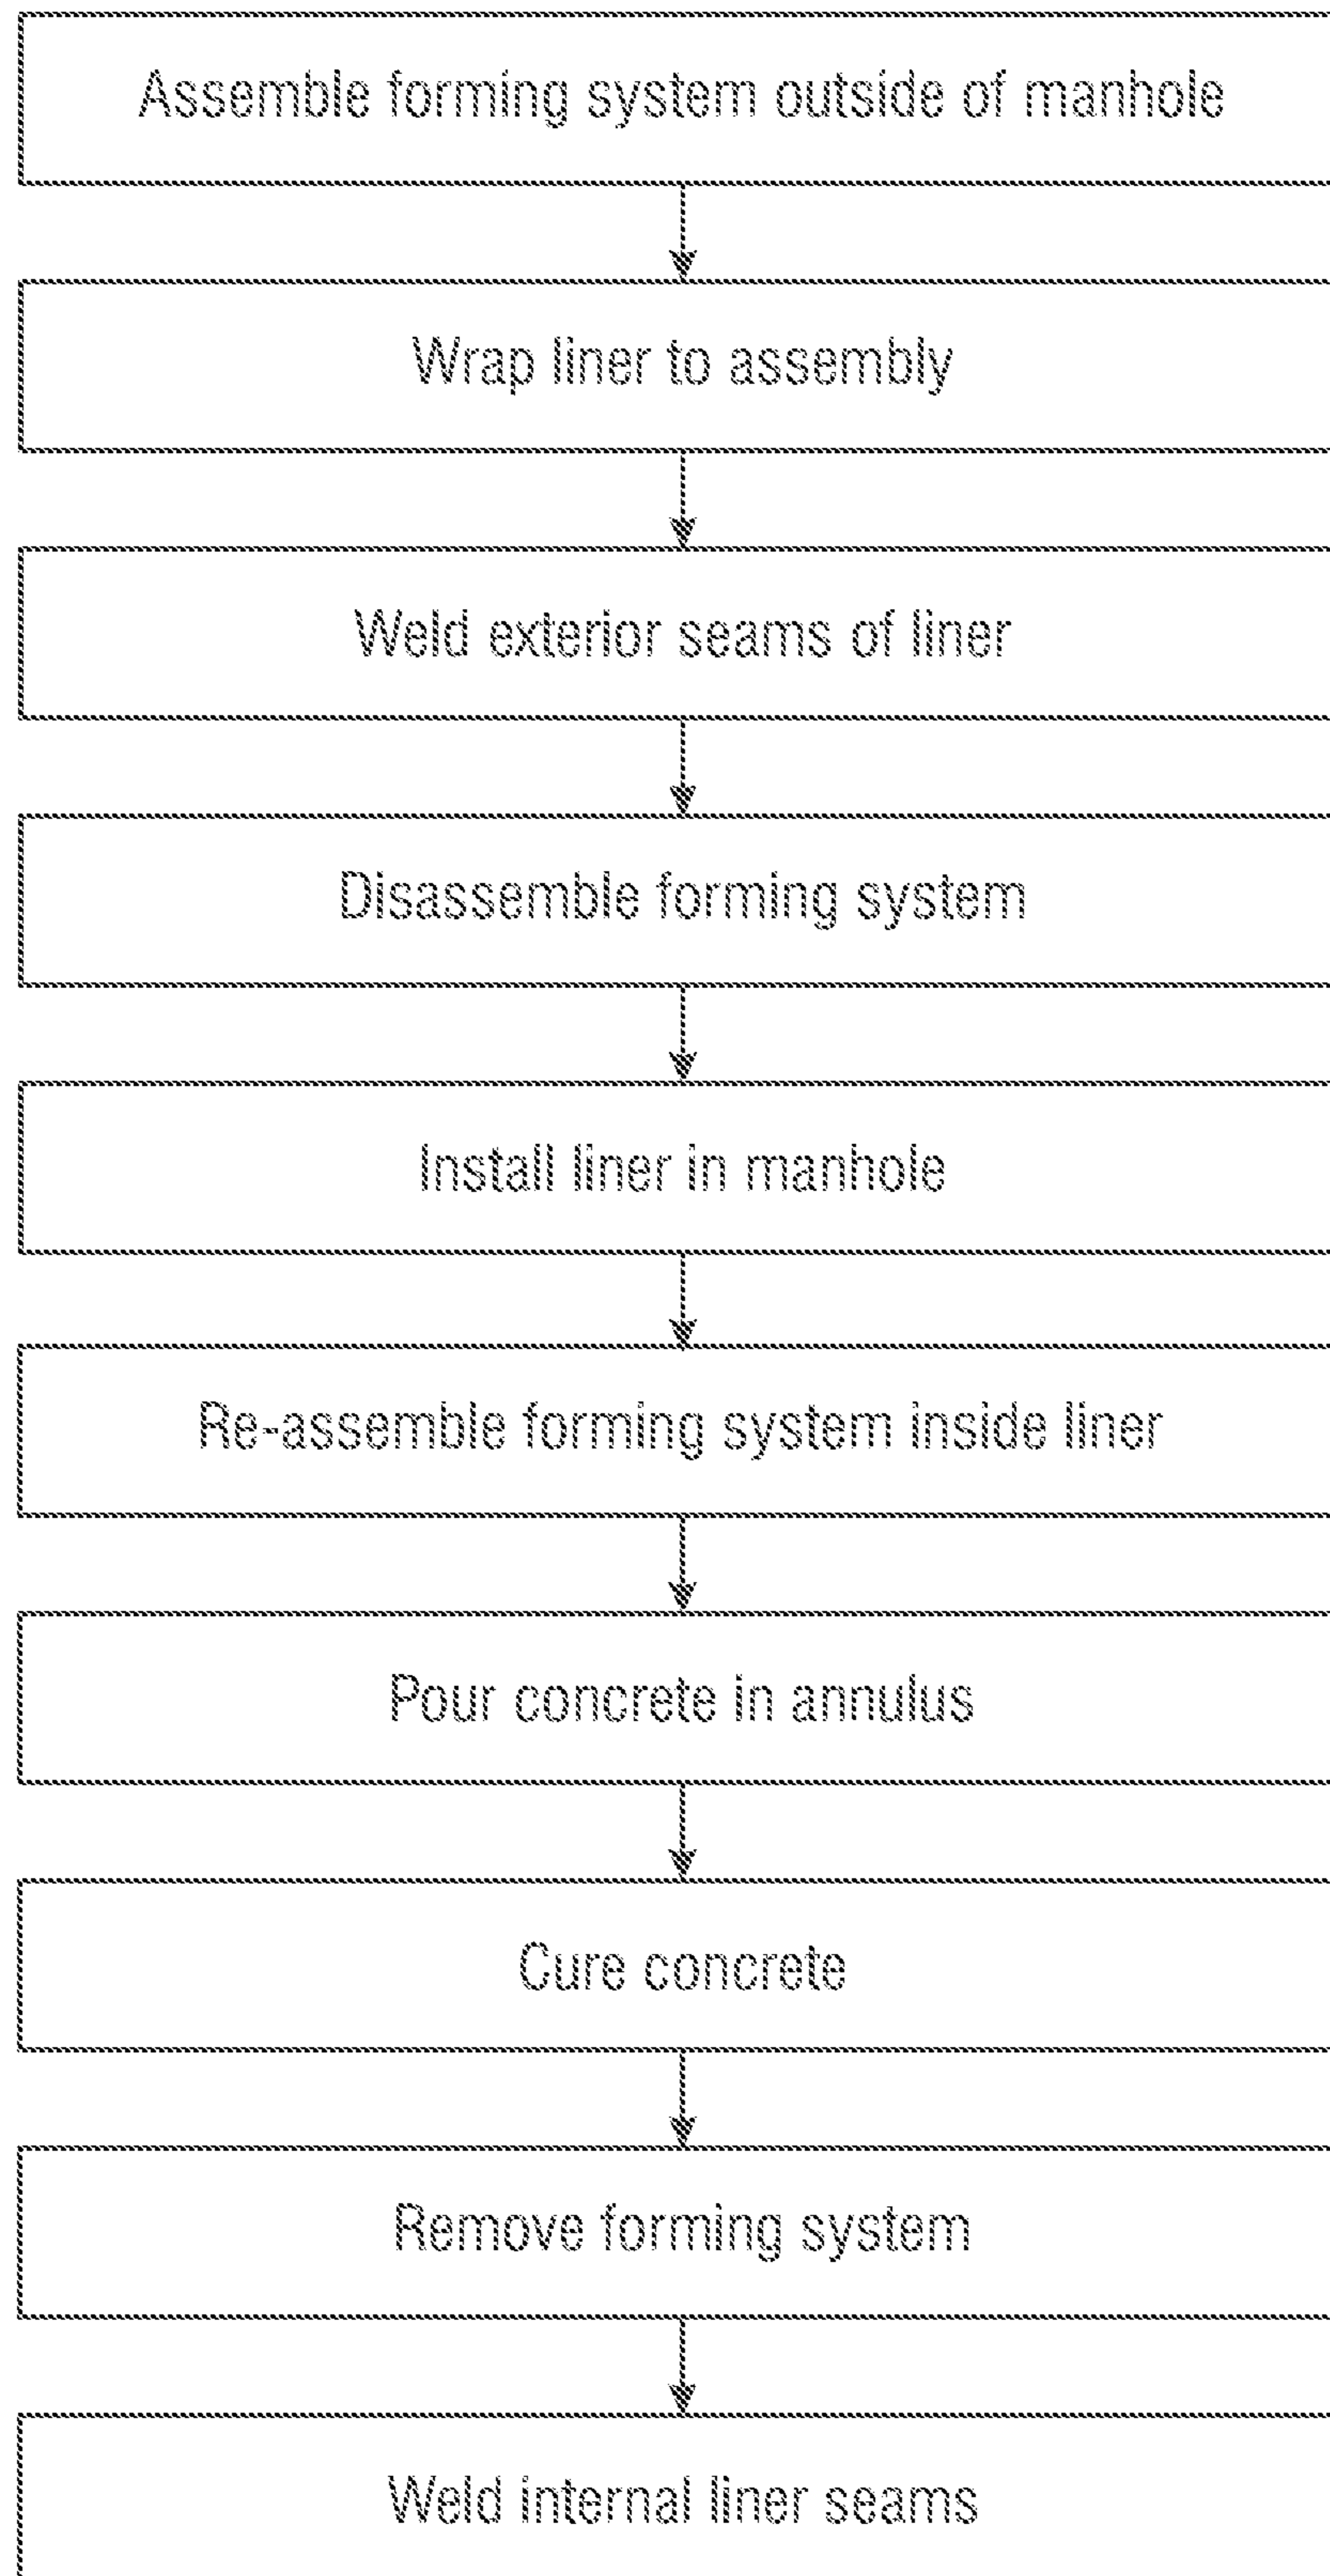 Assemble forming system outside of manhole
Wrap liner to assembly
Weld exterior seams of liner
Disassemble forming system
Install liner in manhole
Re-assemble forming system inside liner
Pour concrete in annulus
Cure concrete
Remove forming system
Weld internal liner seams